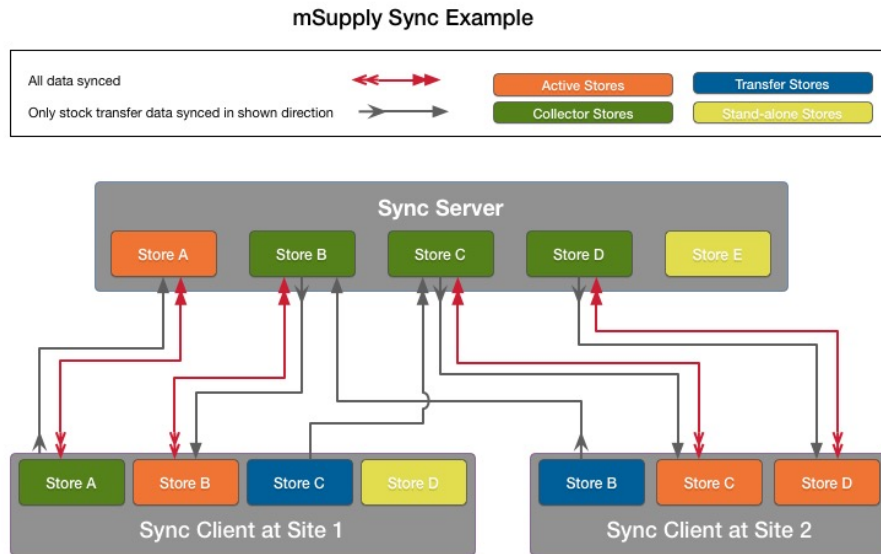 mSupply Sync Example
All data synced
Active Stores
Transfer Stores
Only stock transfer data synced in shown direction
Collector Stores
Stand-alone Stores
Sync Server
Store A
Store B
Store C
Store D
Store E
Store A
Store B
Store C
Store D
Store B
Store C
Store D
Sync Client at Site 1
Sync Client at Site 2